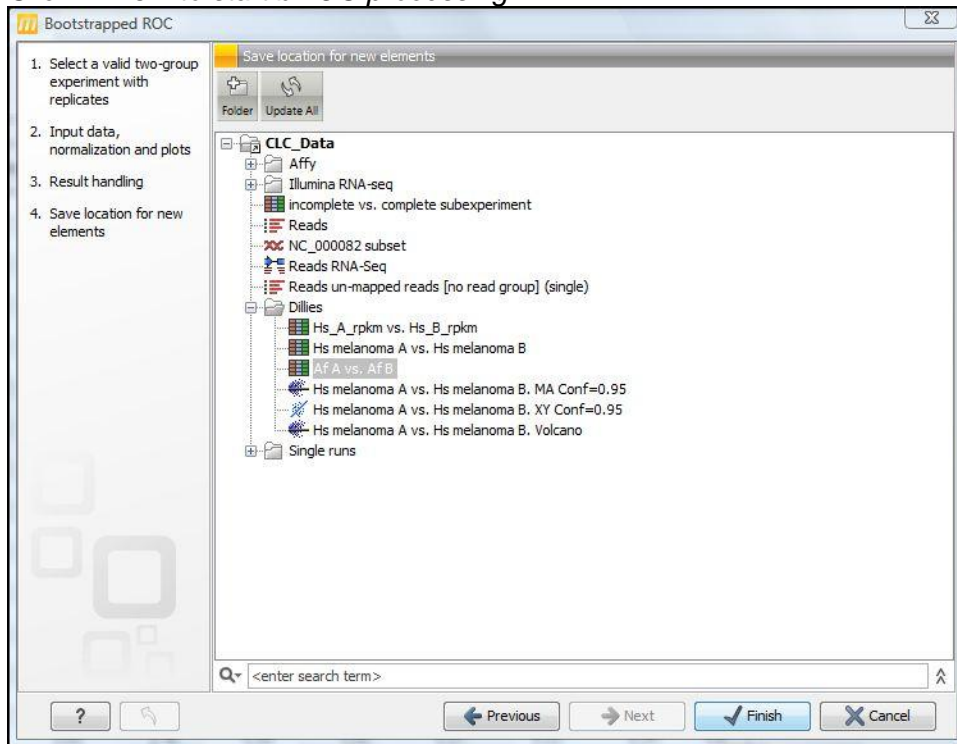 Bootstrapped ROC
1. Select a valid two-group
experiment with
replicates
2. Input data,
normalization and plots
3. Result handling
4. Save location for new
elements
Save location for new elements
Folder Update All
CLC_Data
Affy
Illumina RNA-seq
incomplete vs. complete subexperiment
Reads
NC_000082 subset
Reads RNA-Seq
Reads un-mapped reads [no read group] (single)
Dillies
Hs_A_rpkm vs. Hs_B_rpkm
Hs melanoma A vs. Hs melanoma B
Af A vs. Af B
Hs melanoma A vs. Hs melanoma B. MA Conf=0.95
Hs melanoma A vs. Hs melanoma B. XY Conf=0.95
Hs melanoma A vs. Hs melanoma B. Volcano
Single runs
<enter search term>
? Previous Next Finish Cancel